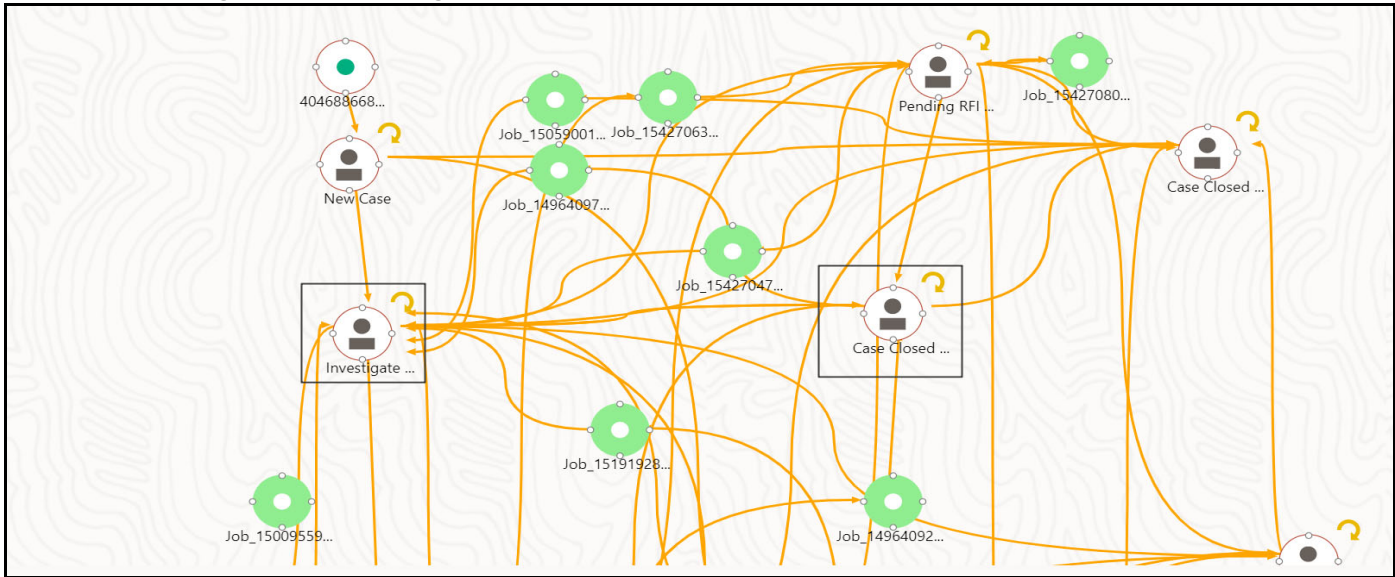 404688668...
Job_15059001... Job_15427063...
Pending RFI ...
Job_15427080...
New Case
Job_14964097...
Case Closed ...
Job_15427047...
Investigate ...
Case Closed ...
Job_15191928...
Job_15009559...
Job_14964092...